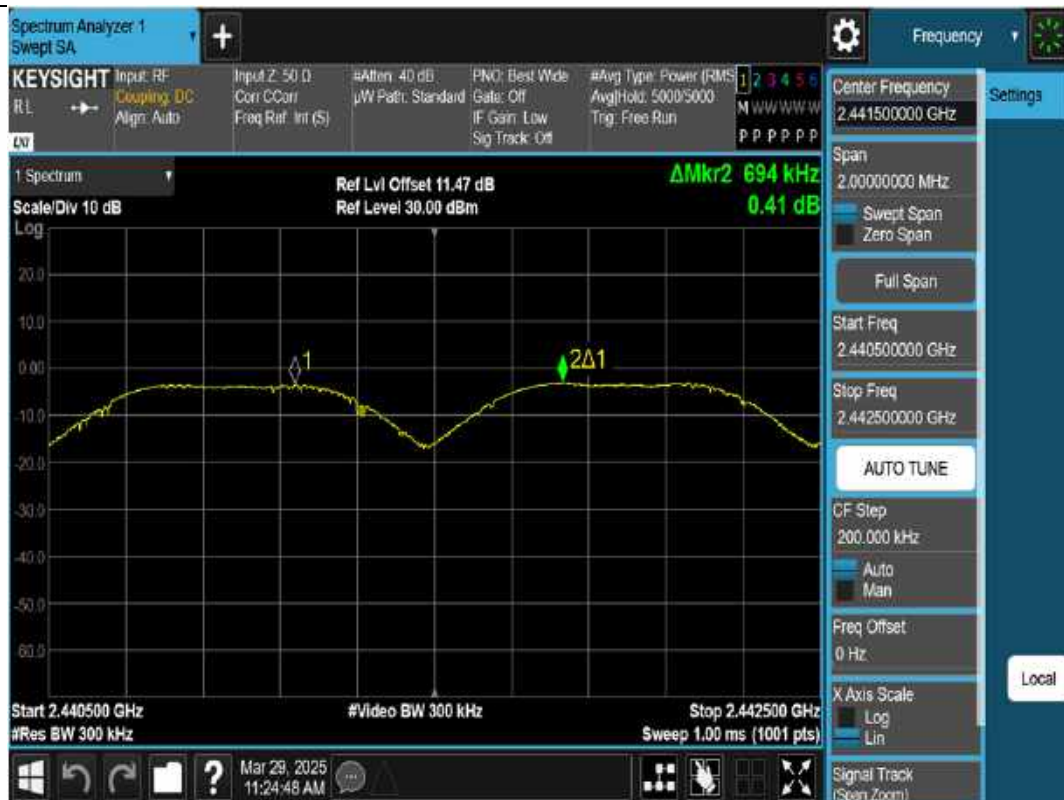 Spectrum Analyzer 1
Swept SA
+
Frequency
KEYSIGHT
RL
LXI
Input: RF
Coupling: DC
Align: Auto
Input Z: 50 Ω
Corr CCorr
Freq Ref: Int (S)
#Atten: 40 dB
µW Path: Standard
PNO: Best Wide
Gate: Off
IF Gain: Low
Sig Track: Off
#Avg Type: Power (RMS
Avg|Hold: 5000/5000
Trig: Free Run
1 2 3 4 5 6
M W W W W W
P P P P P P
Center Frequency
2.441500000 GHz
Settings
Span
2.00000000 MHz
Swept Span
Zero Span
Full Span
Start Freq
2.440500000 GHz
Stop Freq
2.442500000 GHz
AUTO TUNE
CF Step
200.000 kHz
Auto
Man
Freq Offset
0 Hz
X Axis Scale
Log
Lin
Signal Track
(Span Zoom)
Local
1 Spectrum
Scale/Div 10 dB
Log
Ref Lvl Offset 11.47 dB
Ref Level 30.00 dBm
ΔMkr2 694 kHz
0.41 dB
20.0
10.0
0.00
-10.0
-20.0
-30.0
-40.0
-50.0
-60.0
1
2Δ1
Start 2.440500 GHz
#Res BW 300 kHz
#Video BW 300 kHz
Stop 2.442500 GHz
Sweep 1.00 ms (1001 pts)
?
Mar 29, 2025
11:24:48 AM